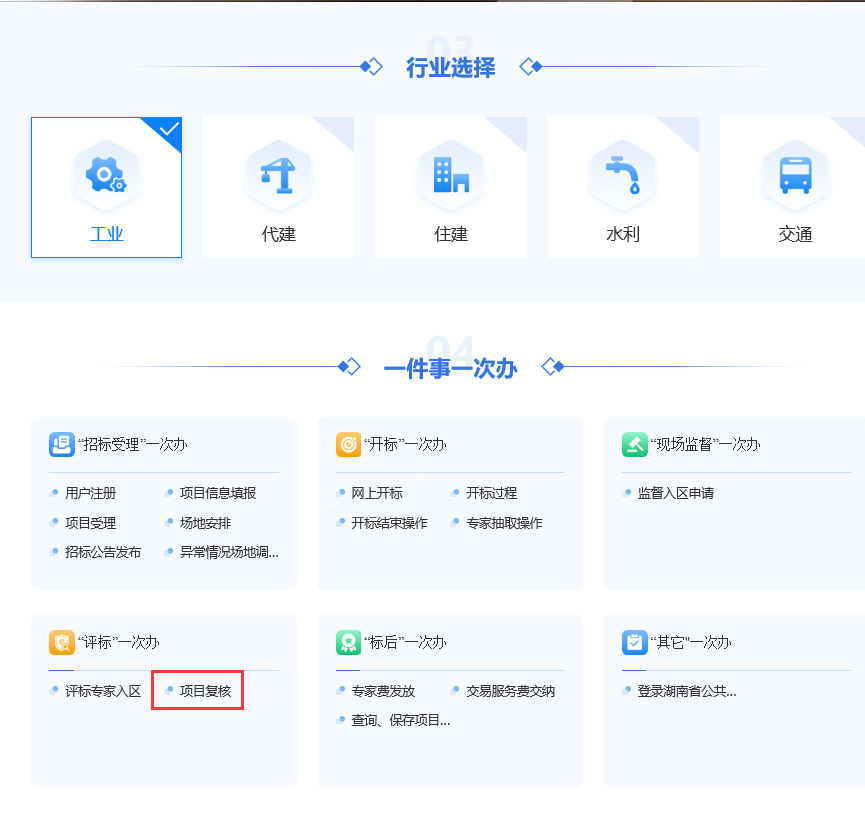 03
行业选择
工业
代建
住建
水利
交通
04
一件事一次办
“招标受理”一次办
用户注册
项目信息填报
项目受理
场地安排
招标公告发布
异常情况场地调...
“开标”一次办
网上开标
开标过程
开标结束操作
专家抽取操作
“现场监督”一次办
监督入区申请
“评标”一次办
评标专家入区
项目复核
“标后”一次办
专家费发放
交易服务费交纳
查询、保存项目...
“其它”一次办
登录湖南省公共...